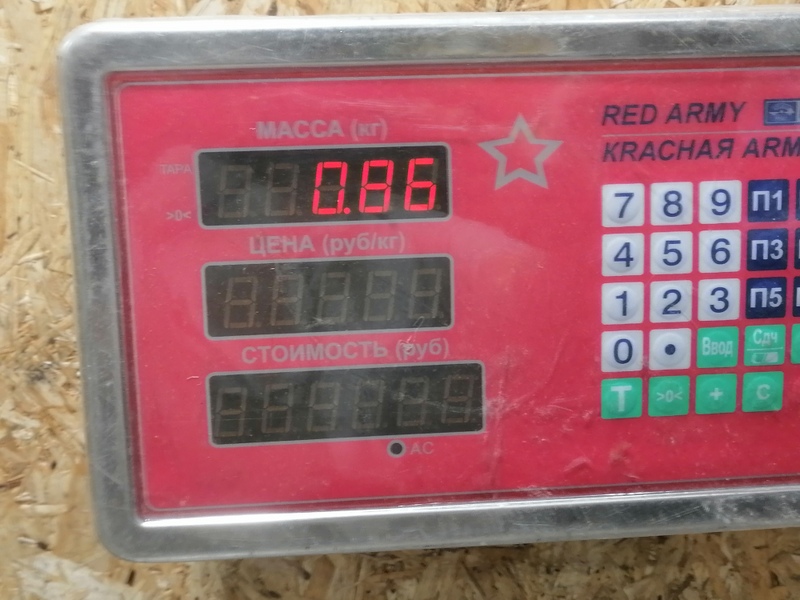 МАССА (кг)
ТАРА
0.86
>0<
ЦЕНА (руб/кг)
СТОИМОСТЬ (руб)
AC
RED ARMY
KRAСНАЯ ARM
7 8 9 П1
4 5 6 П3
1 2 3 П5
0 • Ввод Сдч
T >0< + C